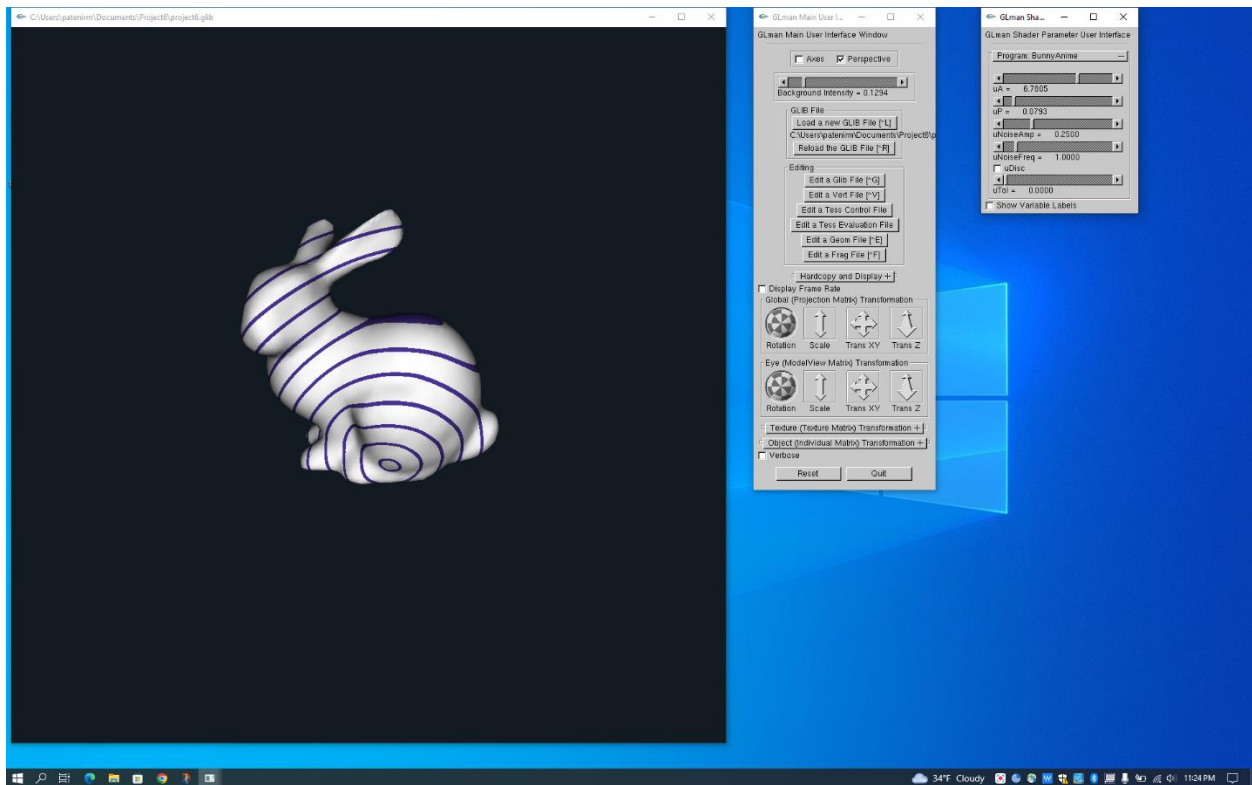 C:\Users\patenirm\Documents\Project6\project6.glib
GLman Main User I...
GLman Main User Interface Window
Axes Perspective
Background Intensity = 0.1294
GLIB File
Load a new GLIB File [^L]
C:\Users\patenirm\Documents\Project6\p
Reload the GLIB File [^R]
Editing
Edit a Glib File [^G]
Edit a Vert File [^V]
Edit a Tess Control File
Edit a Tess Evaluation File
Edit a Geom File [^E]
Edit a Frag File [^F]
Hardcopy and Display +
Display Frame Rate
Global (Projection Matrix) Transformation
Rotation Scale Trans XY Trans Z
Eye (ModelView Matrix) Transformation
Rotation Scale Trans XY Trans Z
Texture (Texture Matrix) Transformation +
Object (Individual Matrix) Transformation +
Verbose
Reset Quit
GLman Sha...
GLman Shader Parameter User Interface
Program: BunnyAnime
uA = 6.7805
uP = 0.0793
uNoiseAmp = 0.2500
uNoiseFreq = 1.0000
uDisc
uTol = 0.0000
Show Variable Labels
34°F Cloudy 11:24 PM